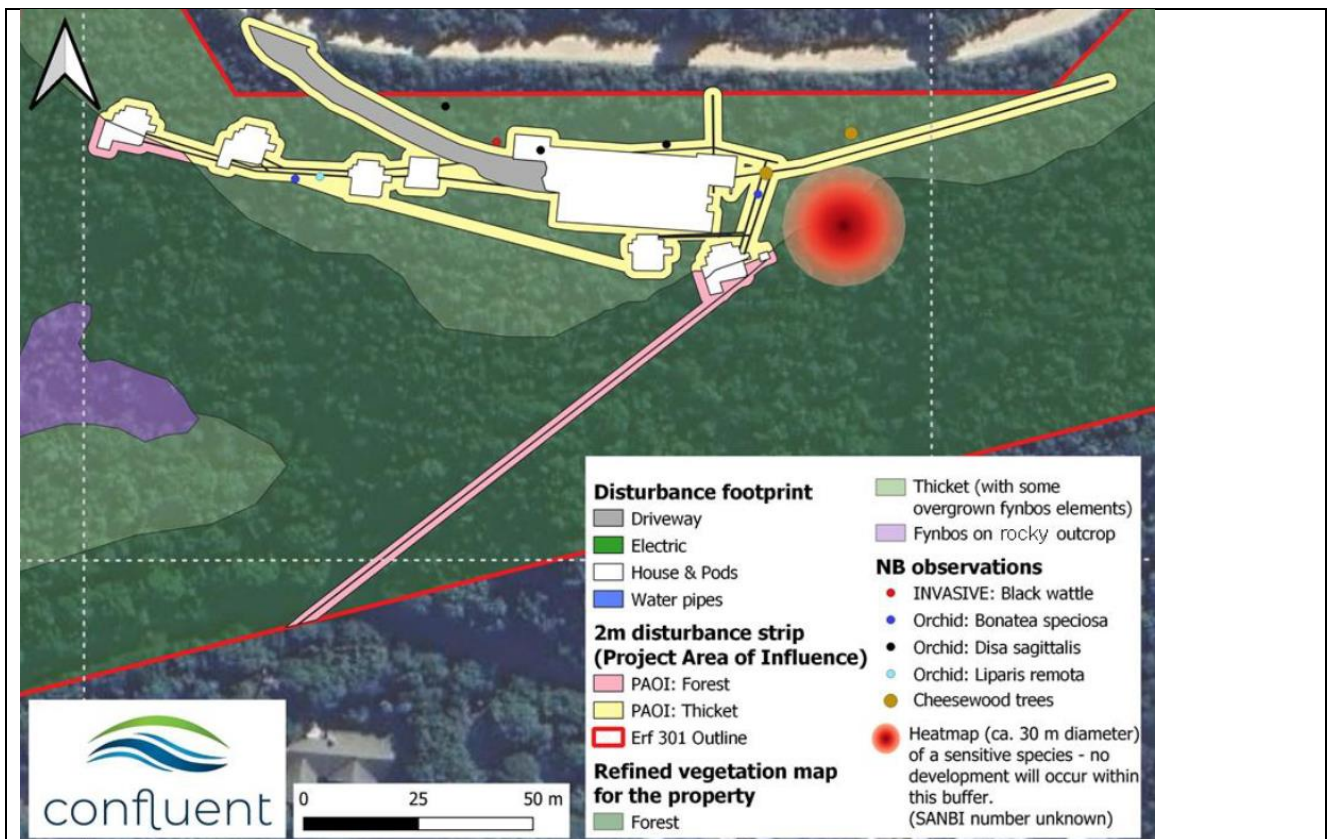 Disturbance footprint
Driveway
Electric
House & Pods
Water pipes
2m disturbance strip
(Project Area of Influence)
PAOI: Forest
PAOI: Thicket
Erf 301 Outline
Refined vegetation map
for the property
Forest
Thicket (with some
overgrown fynbos elements)
Fynbos on rocky outcrop
NB observations
INVASIVE: Black wattle
Orchid: Bonatea speciosa
Orchid: Disa sagittalis
Orchid: Liparis remota
Cheesewood trees
Heatmap (ca. 30 m diameter)
of a sensitive species - no
development will occur within
this buffer.
(SANBI number unknown)
confluent
0 25 50 m